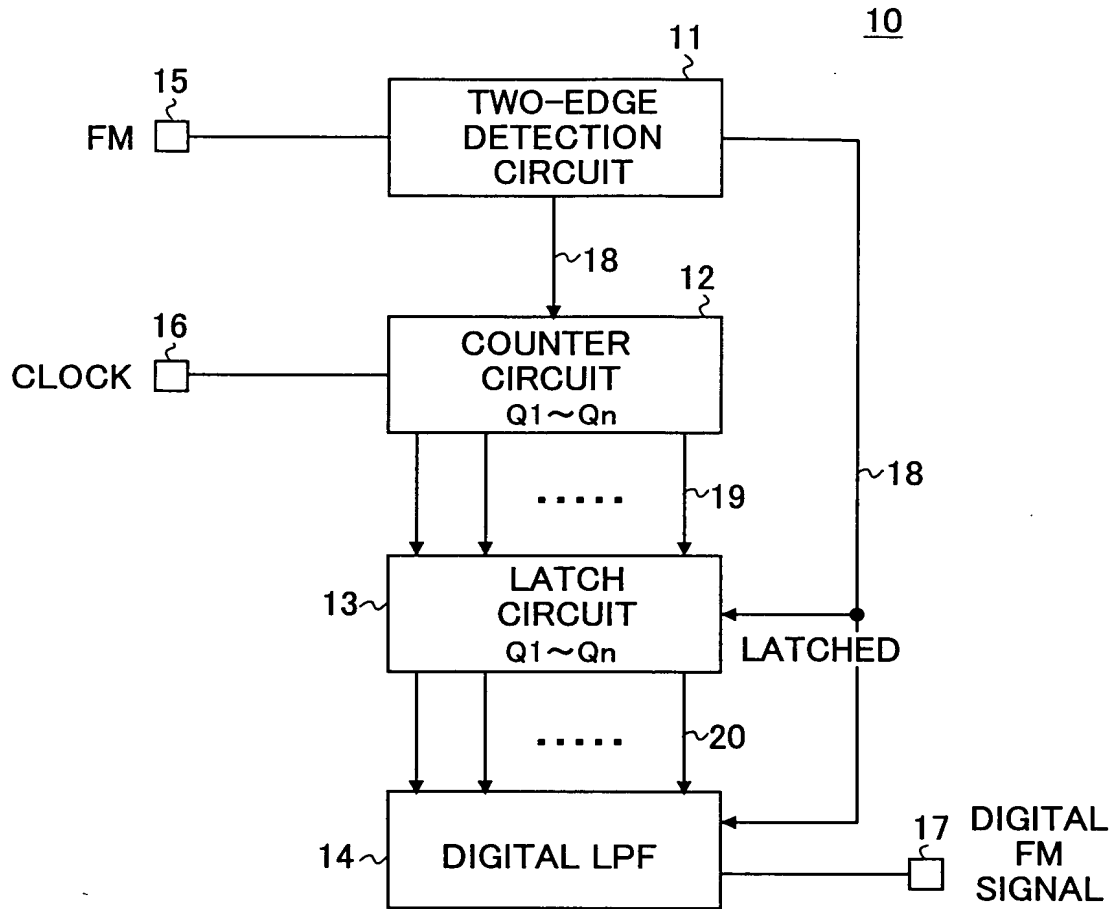 10
11
15
FM
TWO-EDGE
DETECTION
CIRCUIT
18
12
16
CLOCK
COUNTER
CIRCUIT
Q1~Qn
18
.....
19
13
LATCH
CIRCUIT
Q1~Qn
LATCHED
.....
20
14
DIGITAL LPF
17
DIGITAL
FM
SIGNAL